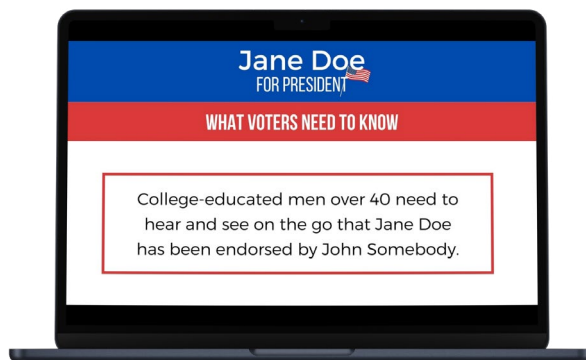 Jane Doe
FOR PRESIDENT
WHAT VOTERS NEED TO KNOW
College-educated men over 40 need to
hear and see on the go that Jane Doe
has been endorsed by John Somebody.